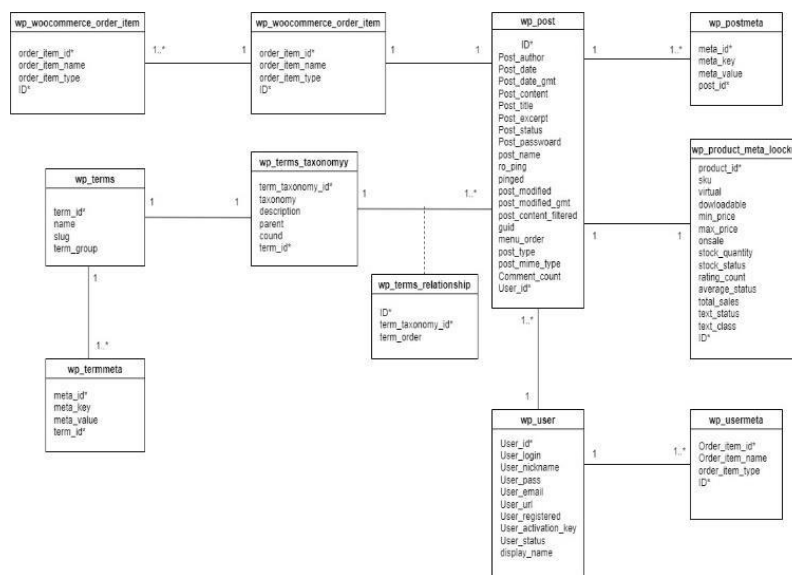 wp_woocommerce_order_item
order_item_id*
order_item_name
order_item_type
ID*
1..*
1
wp_woocommerce_order_item
order_item_id*
order_item_name
order_item_type
ID*
1
1
wp_post
ID*
Post_author
Post_date
Post_date_gmt
Post_content
Post_title
Post_excerpt
Post_status
Post_passwoard
post_name
ro_ping
pinged
post_modified
post_modified_gmt
post_content_filtered
guid
menu_order
post_type
post_mime_type
Comment_count
User_id*
1
1..*
wp_postmeta
meta_id*
meta_key
meta_value
post_id*
wp_terms
term_id*
name
slug
term_group
1
1
wp_terms_taxonomyy
term_taxonomy_id*
taxonomy
description
parent
cound
term_id*
1
1..*
wp_terms_relationship
ID*
term_taxonomy_id*
term_order
1
1
wp_product_meta_loocku
product_id*
sku
virtual
dowloadable
min_price
max_price
onsale
stock_quantity
stock_status
rating_count
average_status
total_sales
text_status
text_class
ID*
1
1..*
wp_termmeta
meta_id*
meta_key
meta_value
term_id*
1..*
1
wp_user
User_id*
User_login
User_nickname
User_pass
User_email
User_url
User_registered
User_activation_key
User_status
display_name
1
1..*
wp_usermeta
Order_item_id*
Order_item_name
order_item_type
ID*